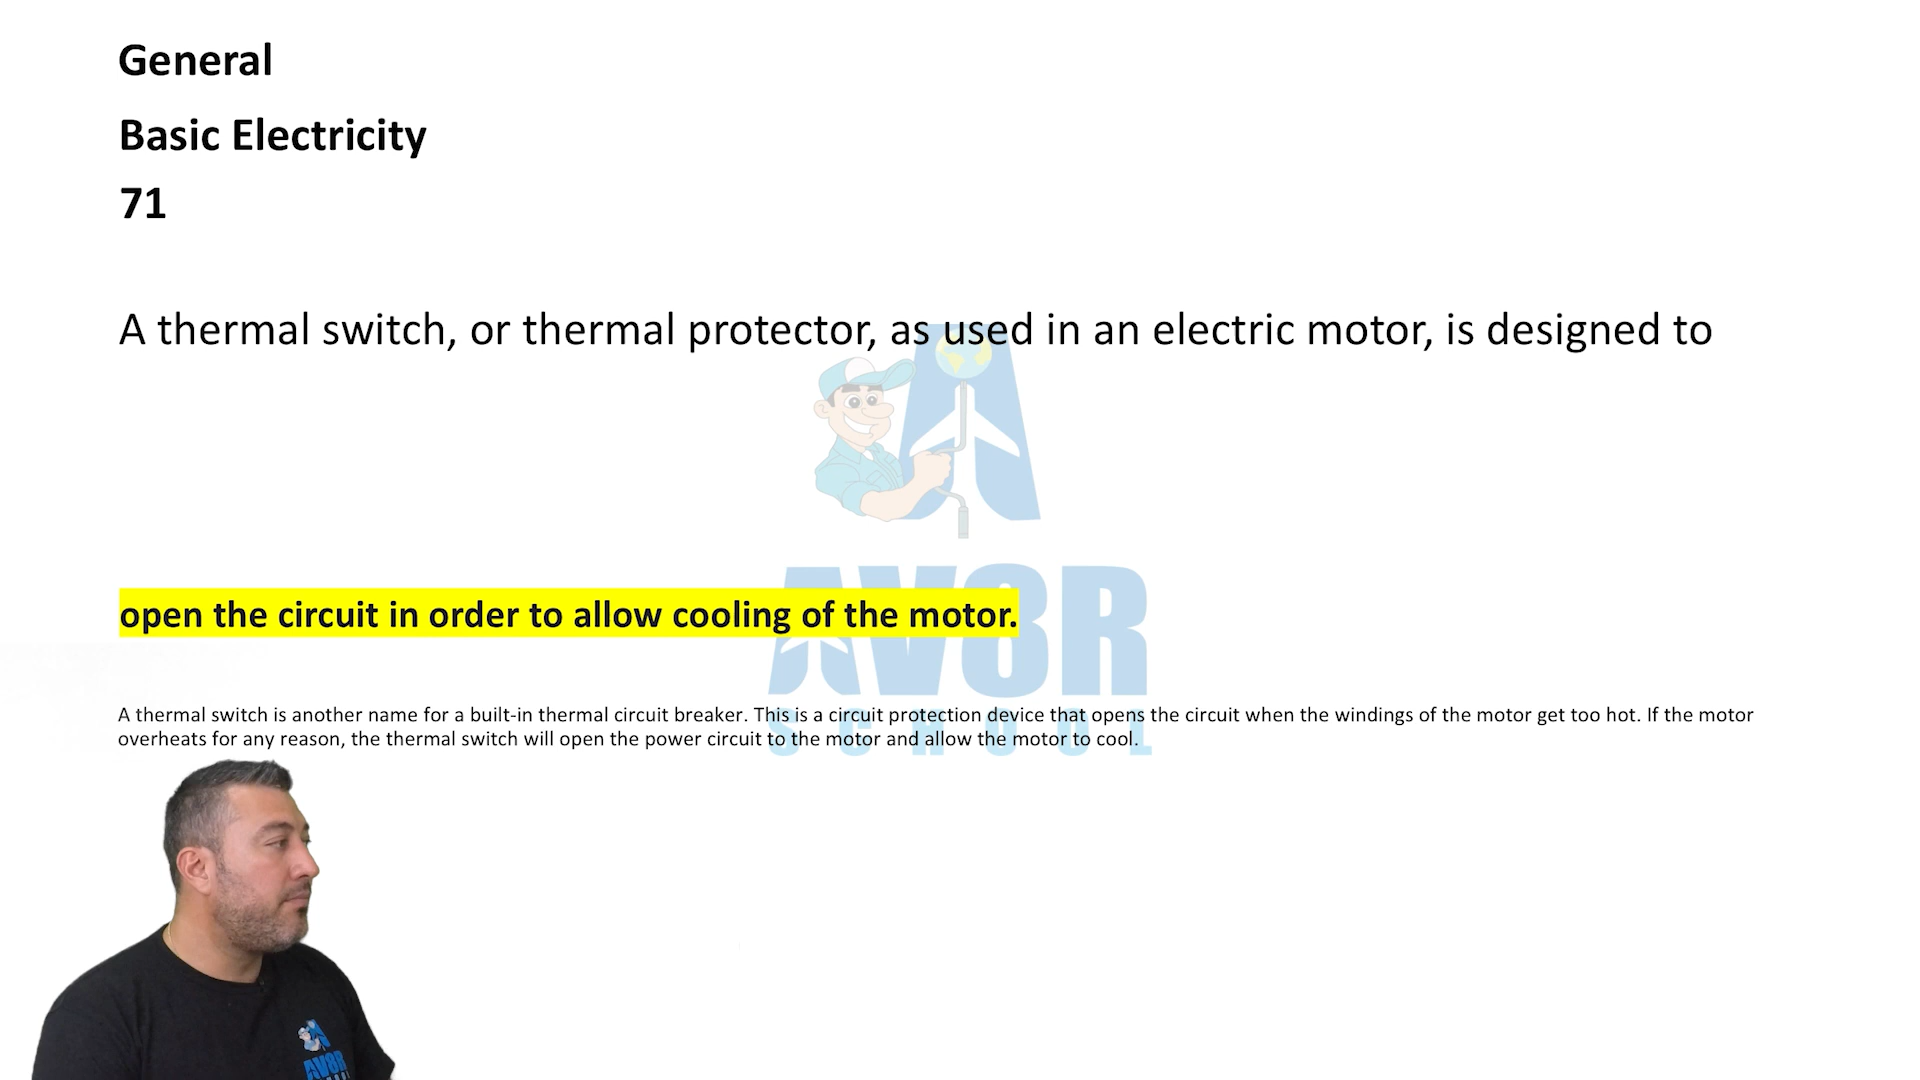 General
Basic Electricity
71
A thermal switch, or thermal protector, as used in an electric motor, is designed to
open the circuit in order to allow cooling of the motor.
AV8R
SCHOOL
A thermal switch is another name for a built-in thermal circuit breaker. This is a circuit protection device that opens the circuit when the windings of the motor get too hot. If the motor
overheats for any reason, the thermal switch will open the power circuit to the motor and allow the motor to cool.
AV8R